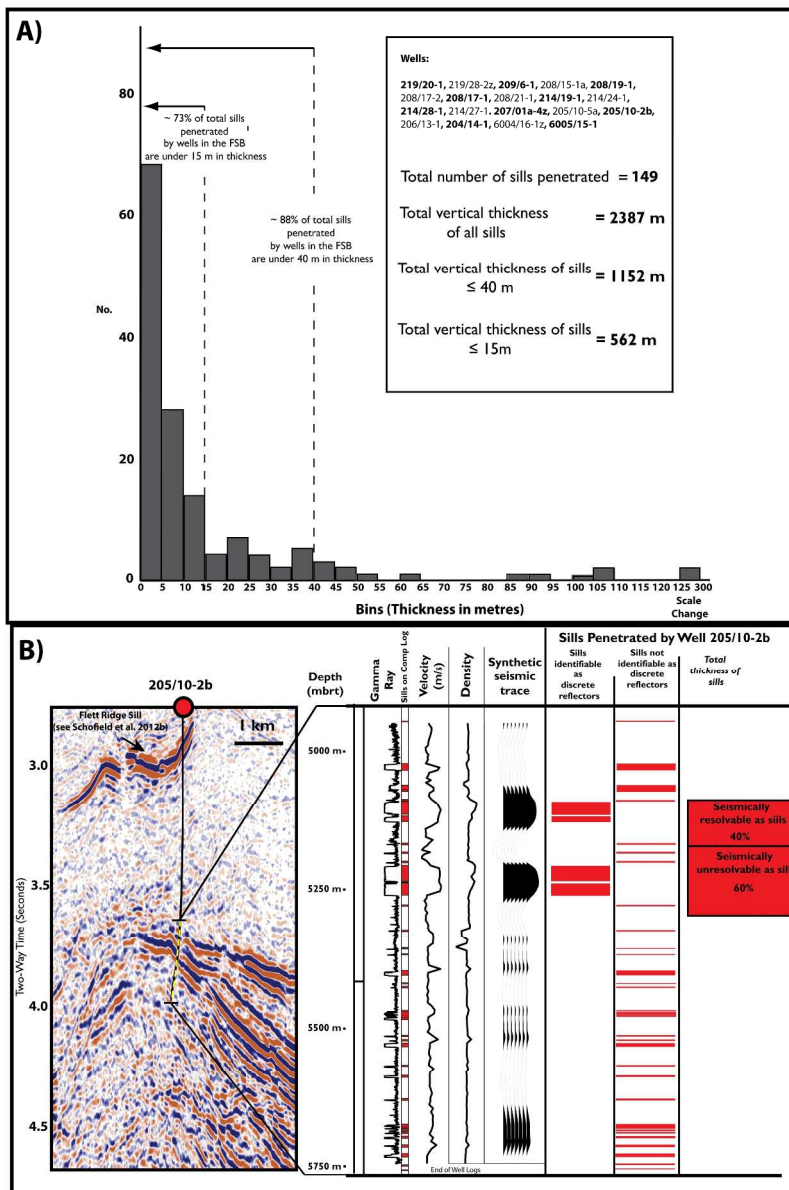 A)
80
60
No.
40
20
0
~ 73% of total sills
penetrated
by wells in the FSB
are under 15 m in thickness
~ 88% of total sills
penetrated
by wells in the FSB
are under 40 m in thickness
Wells:
219/20-1, 219/28-2z, 209/6-1, 208/15-1a, 208/19-1,
208/17-2, 208/17-1, 208/21-1, 214/19-1, 214/24-1,
214/28-1, 214/27-1. 207/01a-4z, 205/10-5a, 205/10-2b,
206/13-1, 204/14-1, 6004/16-1z, 6005/15-1
Total number of sills penetrated = 149
Total vertical thickness
of all sills = 2387 m
Total vertical thickness of sills
≤ 40 m = 1152 m
Total vertical thickness of sills
≤ 15m = 562 m
0 5 10 15 20 25 30 35 40 45 50 55 60 65 70 75 80 85 90 95 100 105 110 120 125 300
Scale
Change
Bins (Thickness in metres)
B)
205/10-2b
Flett Ridge Sill
(see Schofield et al. 2012b)
1 km
3.0
3.5
4.0
4.5
Two-Way Time (Seconds)
Depth
(mbrt)
5000 m
5250 m
5500 m
5750 m
Gamma
Ray
Sills on Comp Log
Velocity
(m/s)
Density
Synthetic
seismic
trace
End of Well Logs
Sills Penetrated by Well 205/10-2b
Sills
identifiable
as
discrete
reflectors
Sills not
identifiable as
discrete
reflectors
Total
thickness of
sills
Seismically
resolvable as sills
40%
Seismically
unresolvable as sil
60%